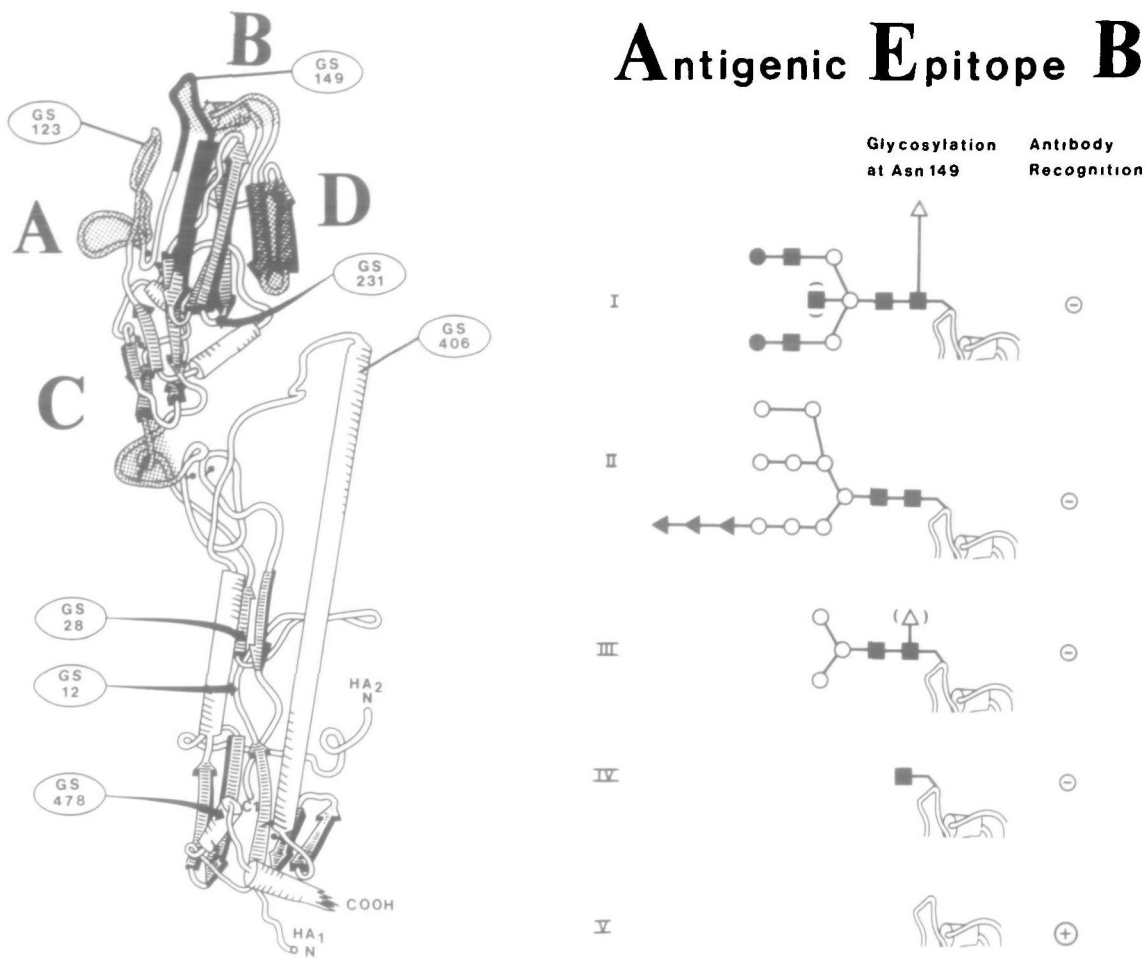 B
GS
149
GS
123
A
D
GS
231
GS
406
C
GS
28
GS
12
HA2
N
GS
478
COOH
HA1
N
Antigenic Epitope B
Glycosylation
at Asn 149
Antibody
Recognition
I
( )
−
II
−
III
( )
−
IV
−
V
+